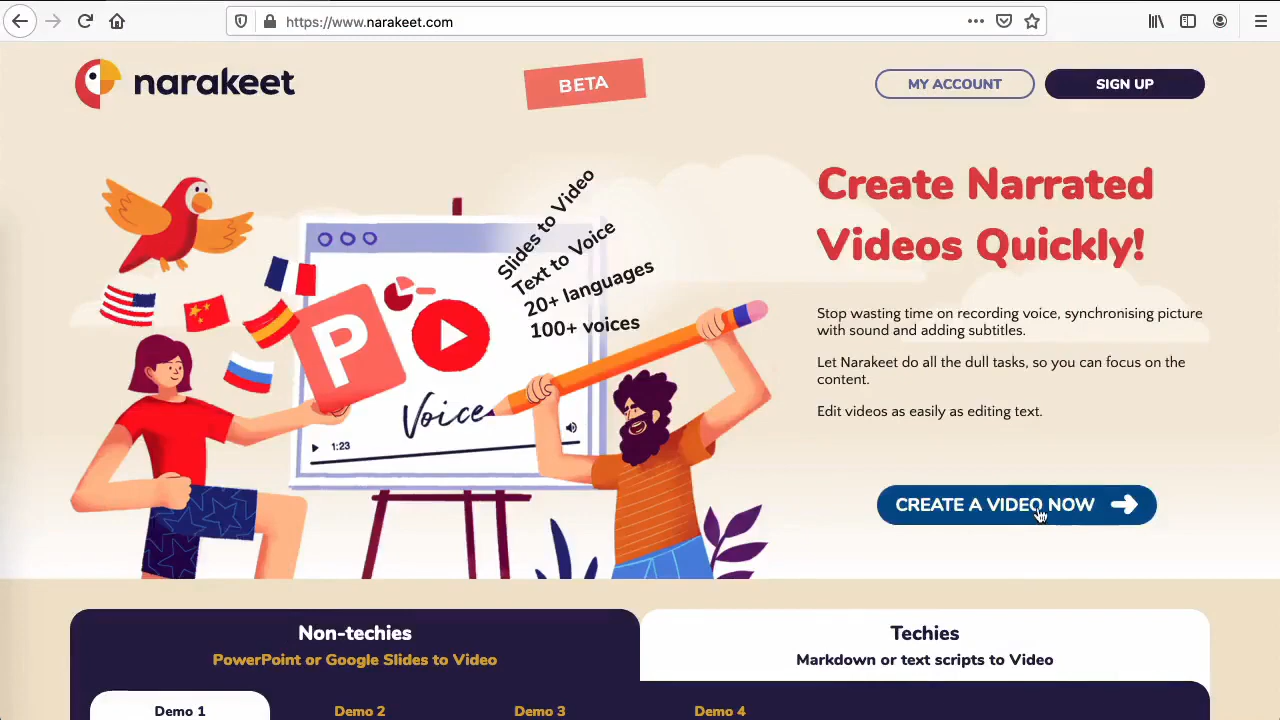 https://www.narakeet.com
narakeet
BETA
MY ACCOUNT
SIGN UP
Slides to Video
Text to Voice
20+ languages
100+ voices
P
Voice
1:23
Create Narrated
Videos Quickly!
Stop wasting time on recording voice, synchronising picture
with sound and adding subtitles.
Let Narakeet do all the dull tasks, so you can focus on the
content.
Edit videos as easily as editing text.
CREATE A VIDEO NOW
Non-techies
PowerPoint or Google Slides to Video
Techies
Markdown or text scripts to Video
Demo 1
Demo 2
Demo 3
Demo 4